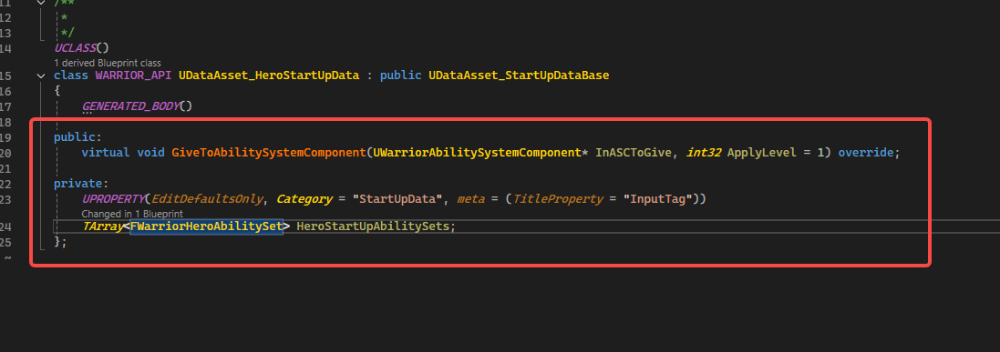 11 /**
12 *
13 */
14 UCLASS()
1 derived Blueprint class
15 class WARRIOR_API UDataAsset_HeroStartUpData : public UDataAsset_StartUpDataBase
16 {
17 GENERATED_BODY()
18
19 public:
20 virtual void GiveToAbilitySystemComponent(UWarriorAbilitySystemComponent* InASCToGive, int32 ApplyLevel = 1) override;
21
22 private:
23 UPROPERTY(EditDefaultsOnly, Category = "StartUpData", meta = (TitleProperty = "InputTag"))
Changed in 1 Blueprint
24 TArray<FWarriorHeroAbilitySet> HeroStartUpAbilitySets;
25 };
~